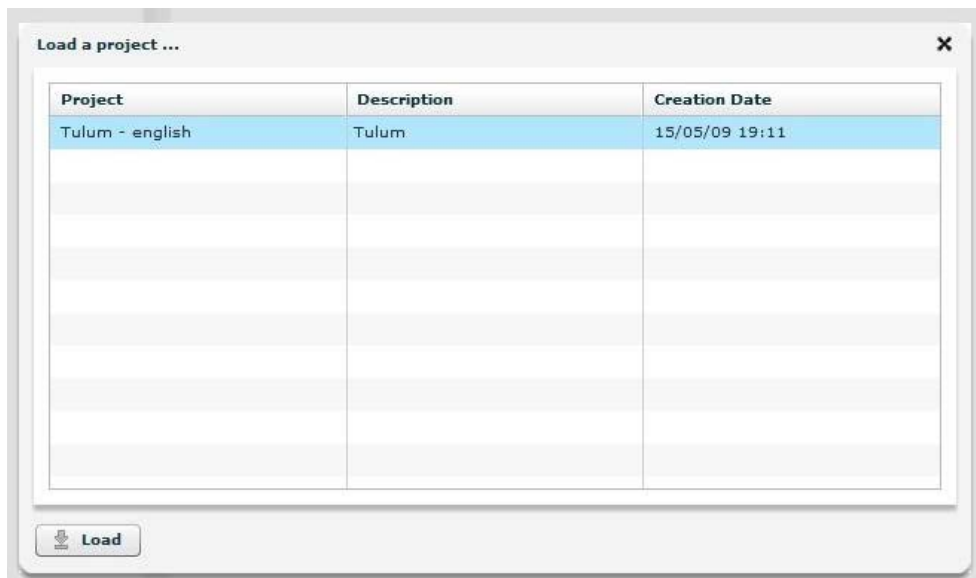 Load a project ...
Project Description Creation Date
Tulum - english Tulum 15/05/09 19:11
Load